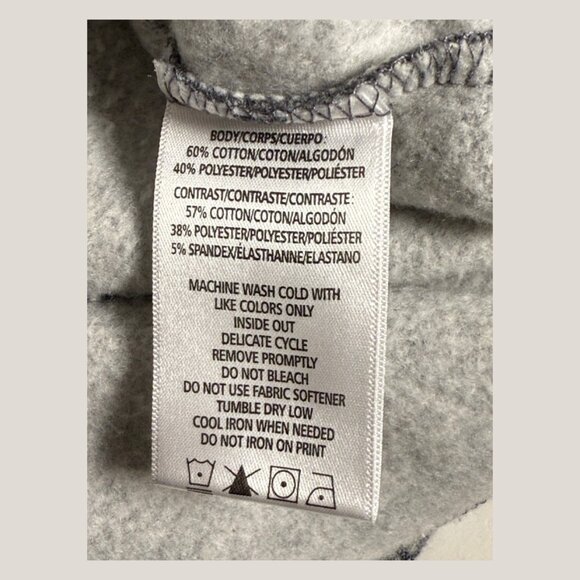 BODY/CORPS/CUERPO:
60% COTTON/COTON/ALGODÓN
40% POLYESTER/POLYESTER/POLIÉSTER
CONTRAST/CONTRASTE/CONTRASTE:
57% COTTON/COTON/ALGODÓN
38% POLYESTER/POLYESTER/POLIÉSTER
5% SPANDEX/ÉLASTHANNE/ELASTANO
MACHINE WASH COLD WITH
LIKE COLORS ONLY
INSIDE OUT
DELICATE CYCLE
REMOVE PROMPTLY
DO NOT BLEACH
DO NOT USE FABRIC SOFTENER
TUMBLE DRY LOW
COOL IRON WHEN NEEDED
DO NOT IRON ON PRINT